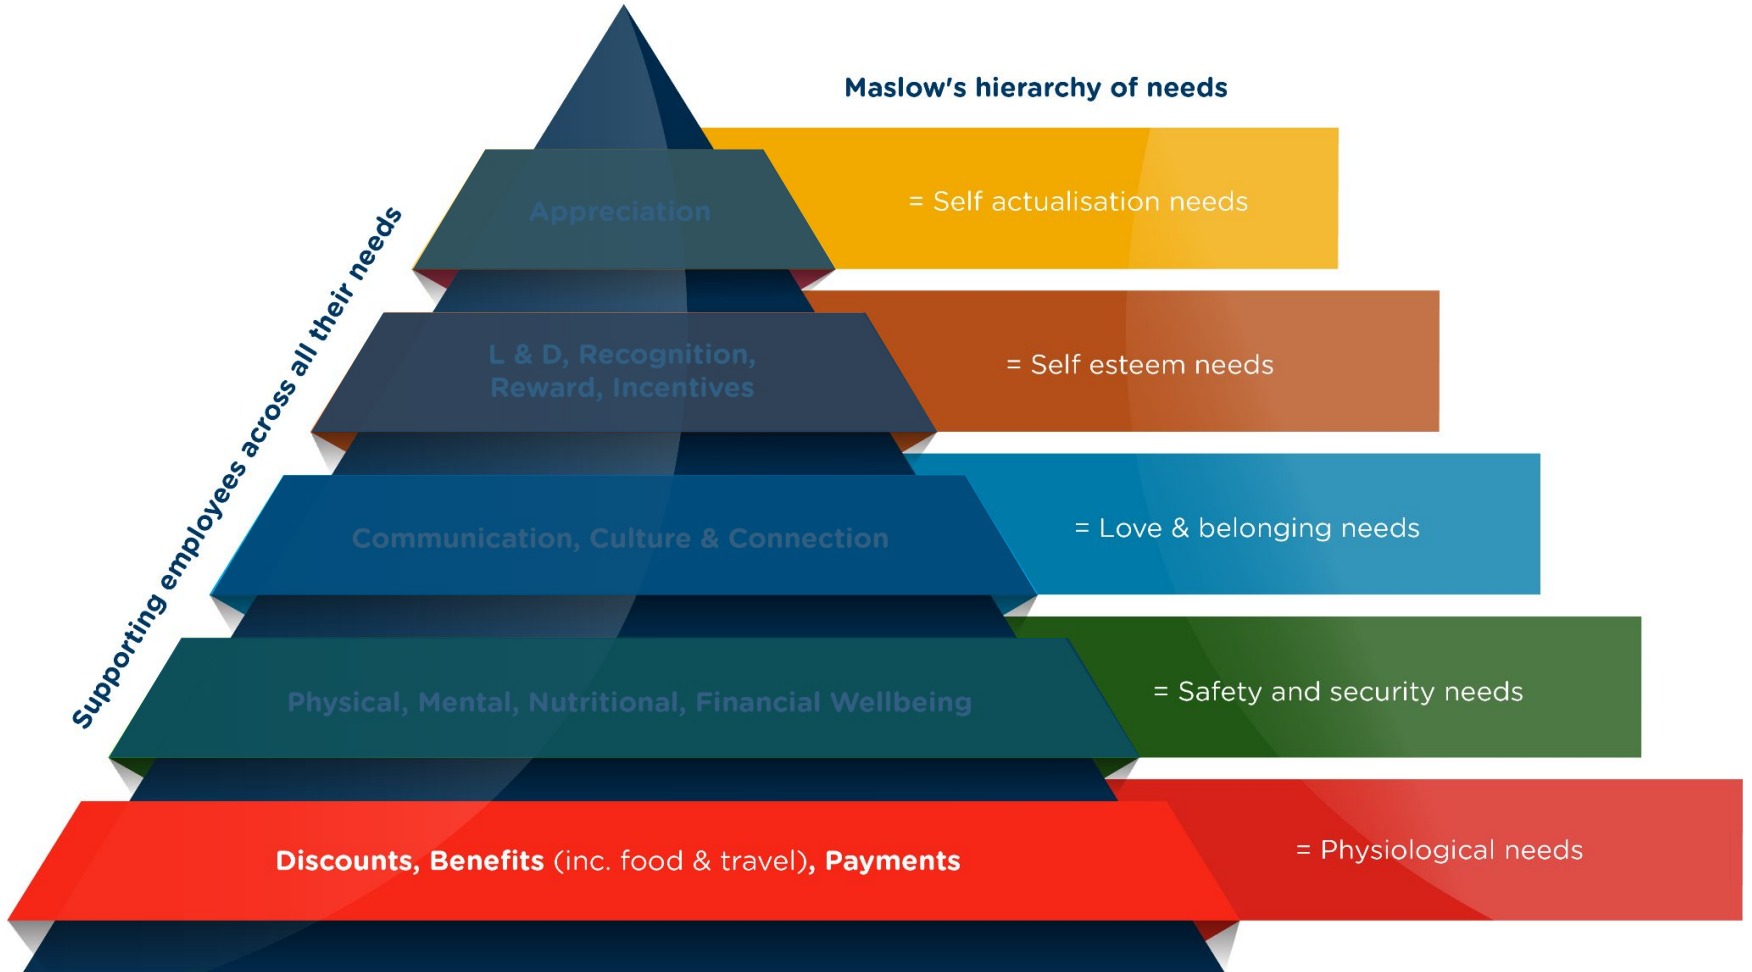 Maslow's hierarchy of needs
Supporting employees across all their needs
Appreciation
= Self actualisation needs
L & D, Recognition,
Reward, Incentives
= Self esteem needs
Communication, Culture & Connection
= Love & belonging needs
Physical, Mental, Nutritional, Financial Wellbeing
= Safety and security needs
Discounts, Benefits (inc. food & travel), Payments
= Physiological needs